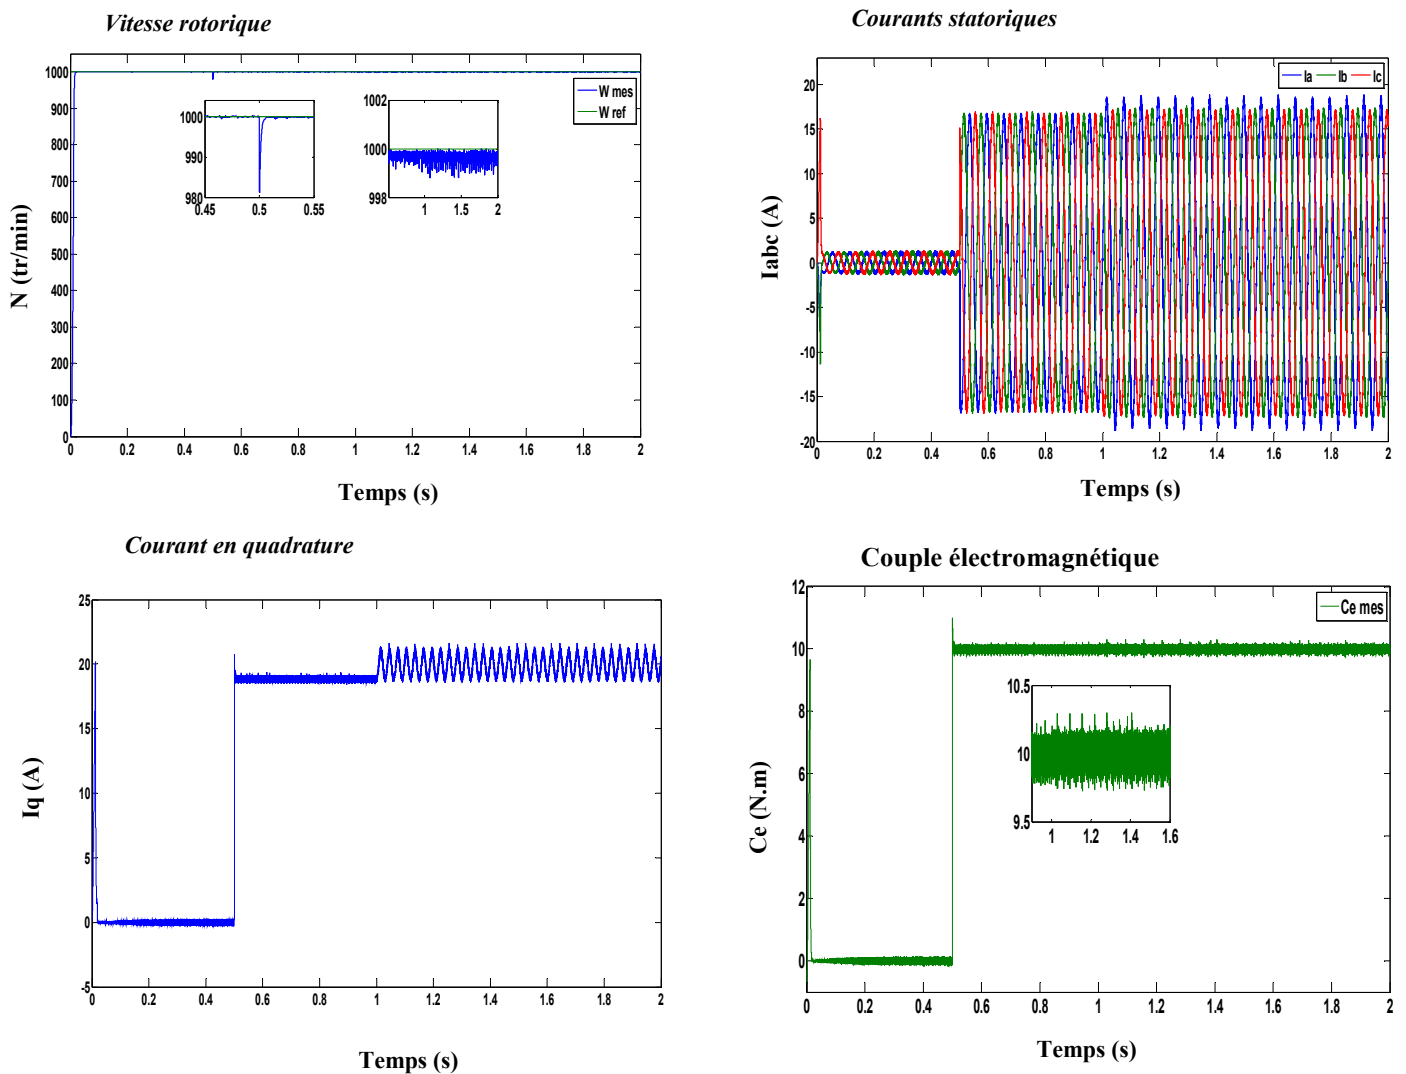 Vitesse rotorique
N (tr/min)
1000
900
800
700
600
500
400
300
200
100
0
0 0.2 0.4 0.6 0.8 1 1.2 1.4 1.6 1.8 2
W mes
W ref
1000
990
980
0.45 0.5 0.55
1002
1000
998
1 1.5 2
Temps (s)
Courants statoriques
Iabc (A)
20
15
10
5
0
-5
-10
-15
-20
0 0.2 0.4 0.6 0.8 1 1.2 1.4 1.6 1.8 2
Ia Ib Ic
Temps (s)
Courant en quadrature
Iq (A)
25
20
15
10
5
0
-5
0 0.2 0.4 0.6 0.8 1 1.2 1.4 1.6 1.8 2
Temps (s)
Couple électromagnétique
Ce (N.m)
12
10
8
6
4
2
0
0 0.2 0.4 0.6 0.8 1 1.2 1.4 1.6 1.8 2
Ce mes
10.5
10
9.5
1 1.2 1.4 1.6
Temps (s)